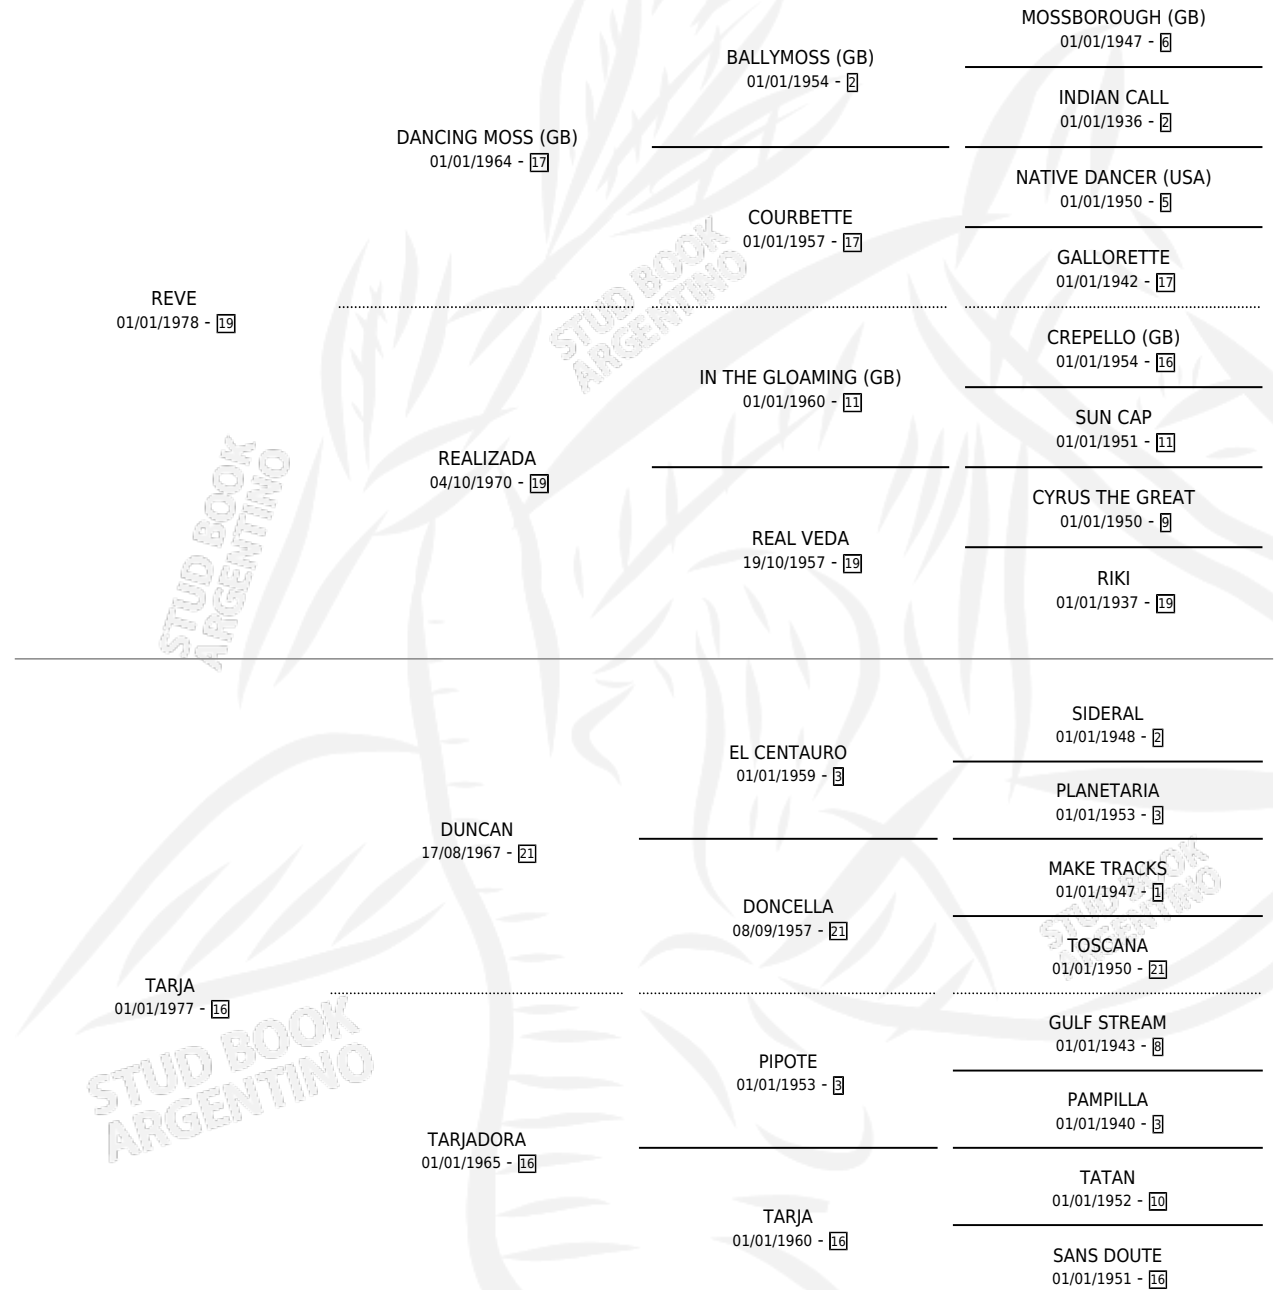 MOSSBOROUGH (GB)
01/01/1947 - 6
BALLYMOSS (GB)
01/01/1954 - 2
INDIAN CALL
01/01/1936 - 2
DANCING MOSS (GB)
01/01/1964 - 17
NATIVE DANCER (USA)
01/01/1950 - 5
COURBETTE
01/01/1957 - 17
GALLORETTE
01/01/1942 - 17
REVE
01/01/1978 - 19
CREPELLO (GB)
01/01/1954 - 16
IN THE GLOAMING (GB)
01/01/1960 - 11
SUN CAP
01/01/1951 - 11
REALIZADA
04/10/1970 - 19
CYRUS THE GREAT
01/01/1950 - 9
REAL VEDA
19/10/1957 - 19
RIKI
01/01/1937 - 19
SIDERAL
01/01/1948 - 2
EL CENTAURO
01/01/1959 - 3
PLANETARIA
01/01/1953 - 3
DUNCAN
17/08/1967 - 21
MAKE TRACKS
01/01/1947 - 1
DONCELLA
08/09/1957 - 21
TOSCANA
01/01/1950 - 21
TARJA
01/01/1977 - 16
GULF STREAM
01/01/1943 - 8
PIPOTE
01/01/1953 - 3
PAMPILLA
01/01/1940 - 3
TARJADORA
01/01/1965 - 16
TATAN
01/01/1952 - 10
TARJA
01/01/1960 - 16
SANS DOUTE
01/01/1951 - 16
STUD BOOK
ARGENTINO
STUD BOOK
ARGENTINO
STUD BOOK
ARGENTINO
STUD BOOK
ARGENTINO